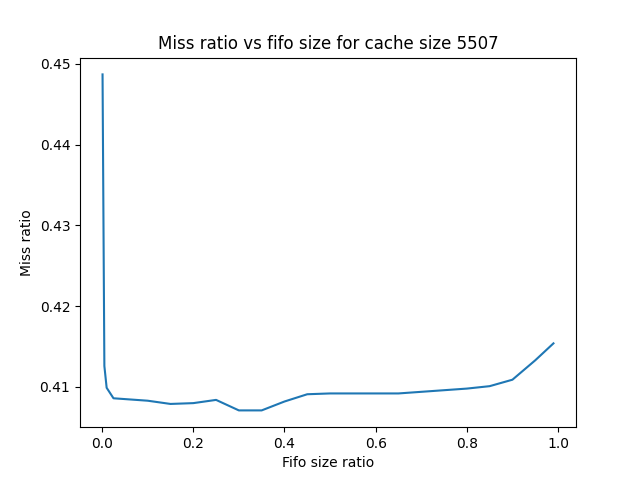 Miss ratio vs fifo size for cache size 5507
0.45
0.44
0.43
0.42
0.41
Miss ratio
0.0 0.2 0.4 0.6 0.8 1.0
Fifo size ratio